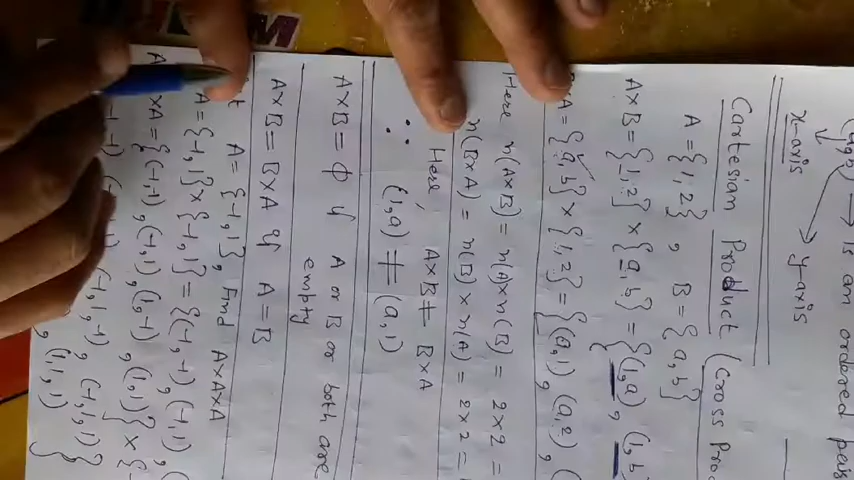 is an ordered pair
x-axis y-axis
Cartesian Product (Cross Pro
A = {1,2} , B = {a,b}
A×B = {1,2} × {a,b} = {(1,a) , (1,b
×A = {a,b} × {1,2} = {(a,1) , (a,2) , (
Here n(A×B) = n(A)×n(B) = 2×2 =
n(B×A) = n(B) × n(A) = 2×2 =
Here, A×B ≠ B×A
∴ (1,a) ≠ (a,1)
A×B = ϕ if A or B or both are
empty
A×B = B×A if A = B
A = {-1,1}, Find A×A×A
A = {-1,1}×{-1,1} = {(-1,-1) , (-1,1) ,
×A = {(-1,-1) , (-1,1) , (1,-1) , (1,1)} × {-
, (1,1,1) }